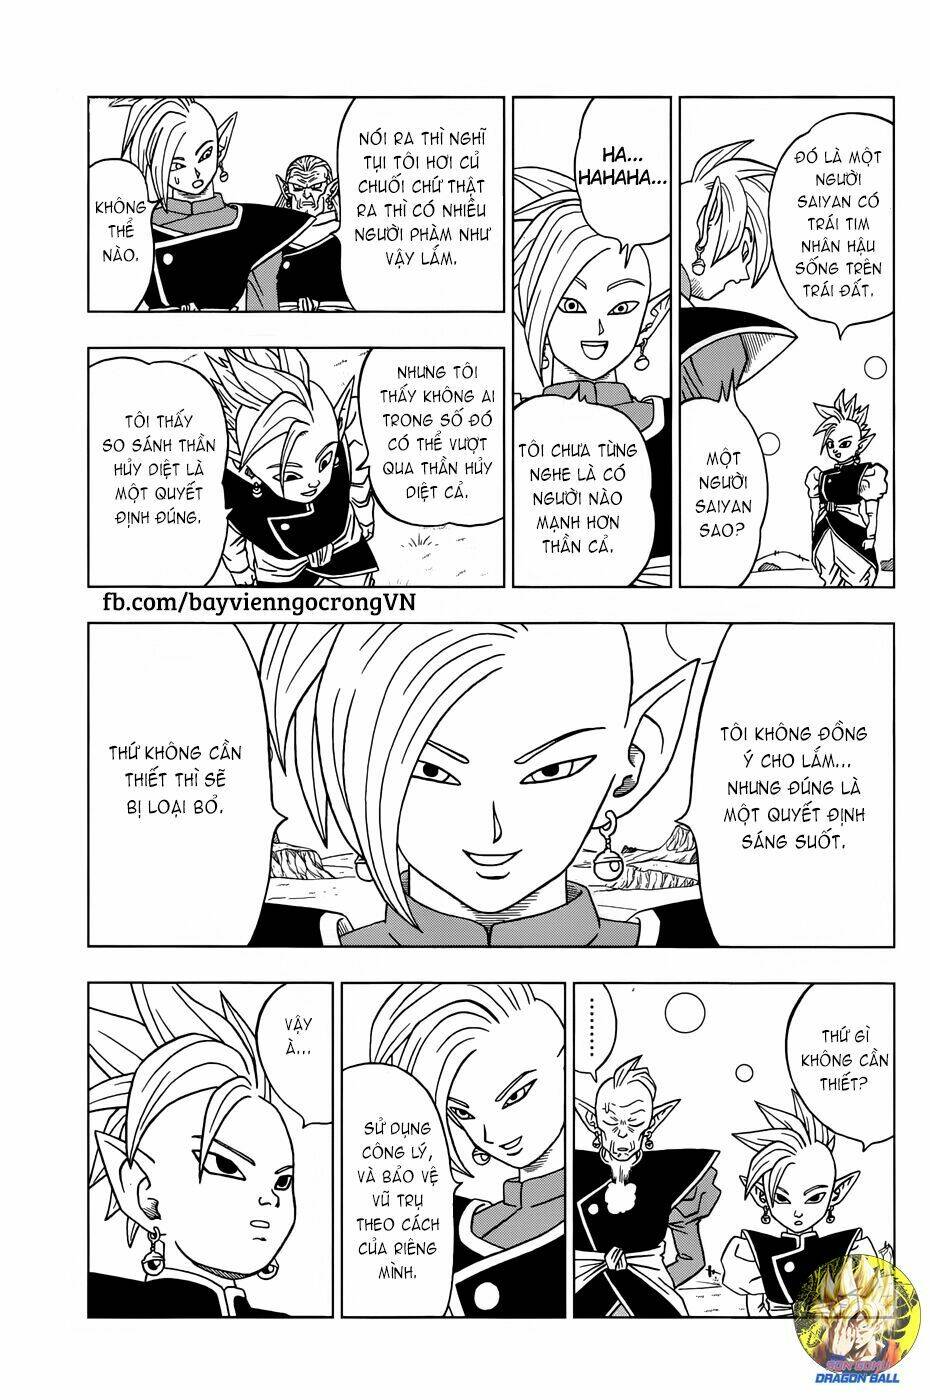 ĐÓ LÀ MỘT
NGƯỜI
SAIYAN CÓ
TRÁI TIM
NHÂN HẬU
SỐNG TRÊN
TRÁI ĐẤT.
MỘT
NGƯỜI
SAIYAN
SAO?
HA...
HAHAHA...
TÔI CHƯA TỪNG
NGHE LÀ CÓ
NGƯỜI NÀO
MẠNH HƠN
THẦN CẢ.
NÓI RA THÌ NGHĨ
TỤI TÔI HƠI CỦ
CHUỐI CHỨ THẬT
RA THÌ CÓ NHIỀU
NGƯỜI PHÀM NHƯ
VẬY LẮM.
KHÔNG
THỂ
NÀO.
NHƯNG TÔI
THẤY KHÔNG AI
TRONG SỐ ĐÓ
CÓ THỂ VƯỢT
QUA THẦN HỦY
DIỆT CẢ.
TÔI THẤY
SO SÁNH THẦN
HỦY DIỆT LÀ
MỘT QUYẾT
ĐỊNH ĐÚNG.
fb.com/bayvienngocrongVN
TÔI KHÔNG ĐỒNG
Ý CHO LẮM...
NHƯNG ĐÚNG LÀ
MỘT QUYẾT ĐỊNH
SÁNG SUỐT.
THỨ KHÔNG CẦN
THIẾT THÌ SẼ
BỊ LOẠI BỎ.
THỨ GÌ
KHÔNG CẦN
THIẾT?
........
SỬ DỤNG
CÔNG LÝ,
VÀ BẢO VỆ
VŨ TRỤ
THEO CÁCH
CỦA RIÊNG
MÌNH.
VẬY
À...
SON GOKU
DRAGON BALL